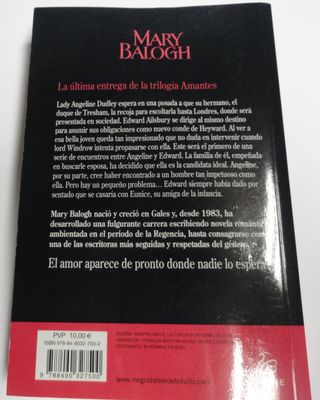 MARY
BALOGH
La última entrega de la trilogía Amantes
Lady Angeline Dudley espera en una posada a que su hermano, el
duque de Tresham, la recoja para escoltarla hasta Londres, donde
será presentada en sociedad. Edward Ailsbury se dirige al mismo destino
para asumir sus obligaciones como nuevo conde de Heyward. Al ver a
esa bella joven queda tan impresionado que no duda en intervenir cuando
lord Windrow intenta propasarse con ella. Este será el primero de una
serie de encuentros entre Angeline y Edward. La familia de él, empeñada
en buscarle esposa, ha decidido que ella es la candidata ideal. Angeline,
por su parte, cree haber encontrado a un hombre tan impetuoso como
ella. Pero hay un pequeño problema... Edward siempre había dado por
sentado que se casaría con Eunice, su amiga de la infancia.
Mary Balogh nació y creció en Gales y, desde 1983, ha
desarrollado una fulgurante carrera escribiendo novela romántica
ambientada en el período de la Regencia, hasta consagrarse como
una de las escritoras más seguidas y respetadas del género.
El amor aparece de pronto donde nadie lo espera
PVP 10,00 €
ISBN 978-84-9032-750-0
9 788490 327500
www.megustaleerdebolsillo.com